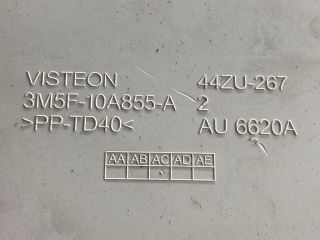 VISTEON 44ZU-267
3M5F-10A855-A 2
>PP-TD40< AU 6620A
AA AB AC AD AE